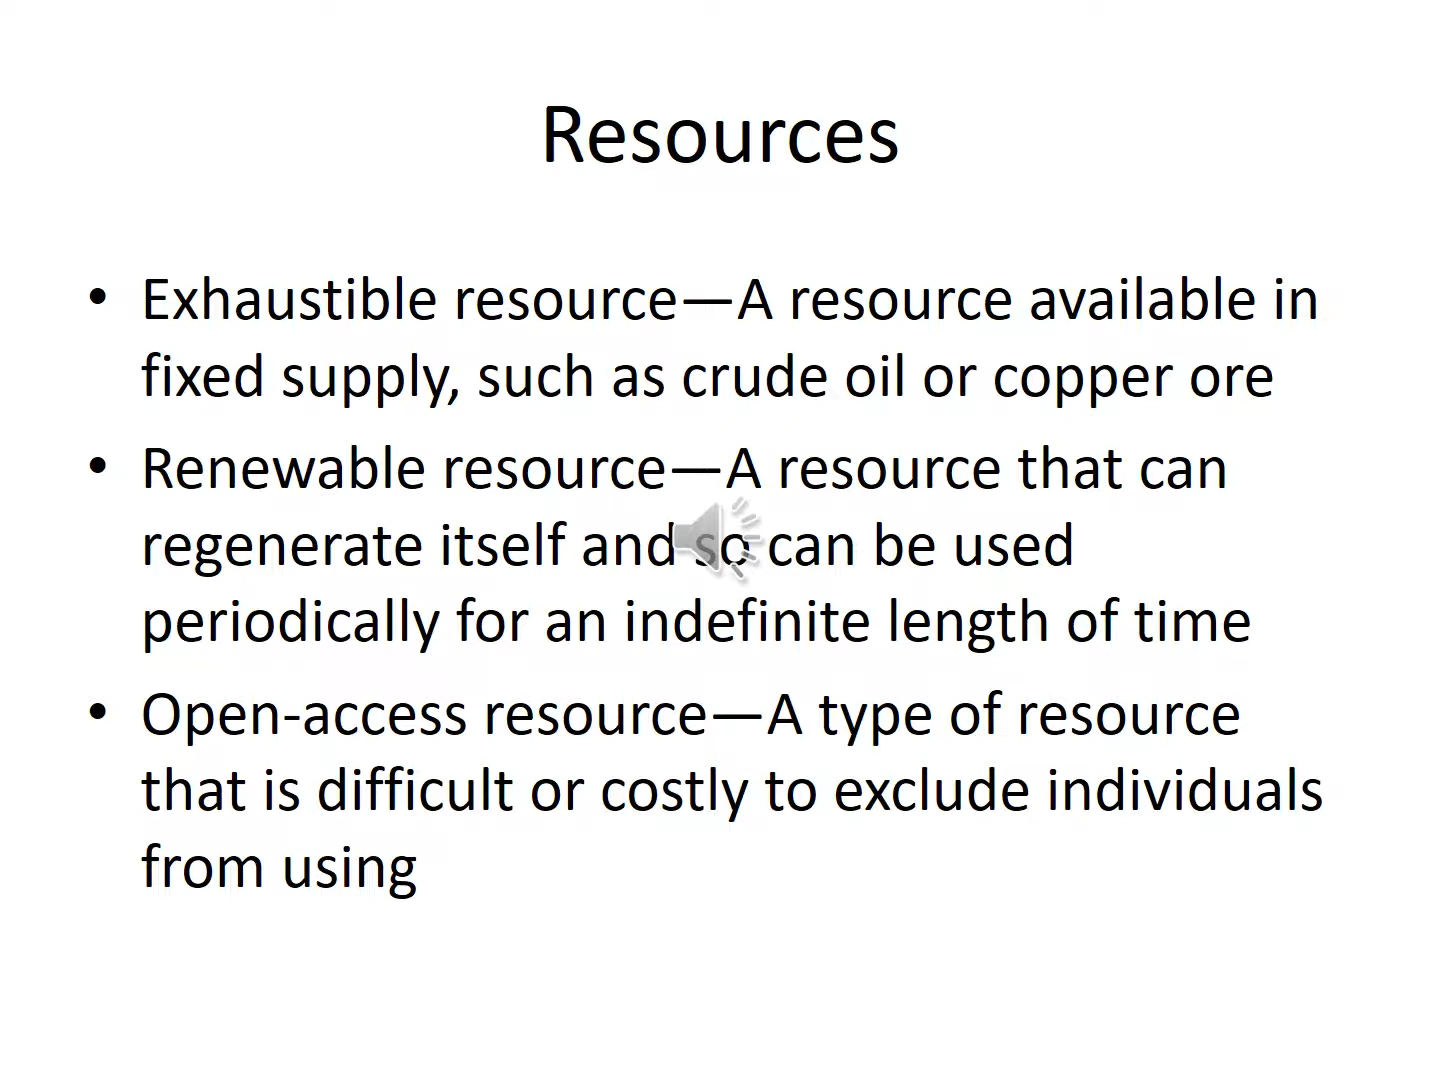 Resources
• Exhaustible resource—A resource available in
fixed supply, such as crude oil or copper ore
• Renewable resource—A resource that can
regenerate itself and so can be used
periodically for an indefinite length of time
• Open-access resource—A type of resource
that is difficult or costly to exclude individuals
from using